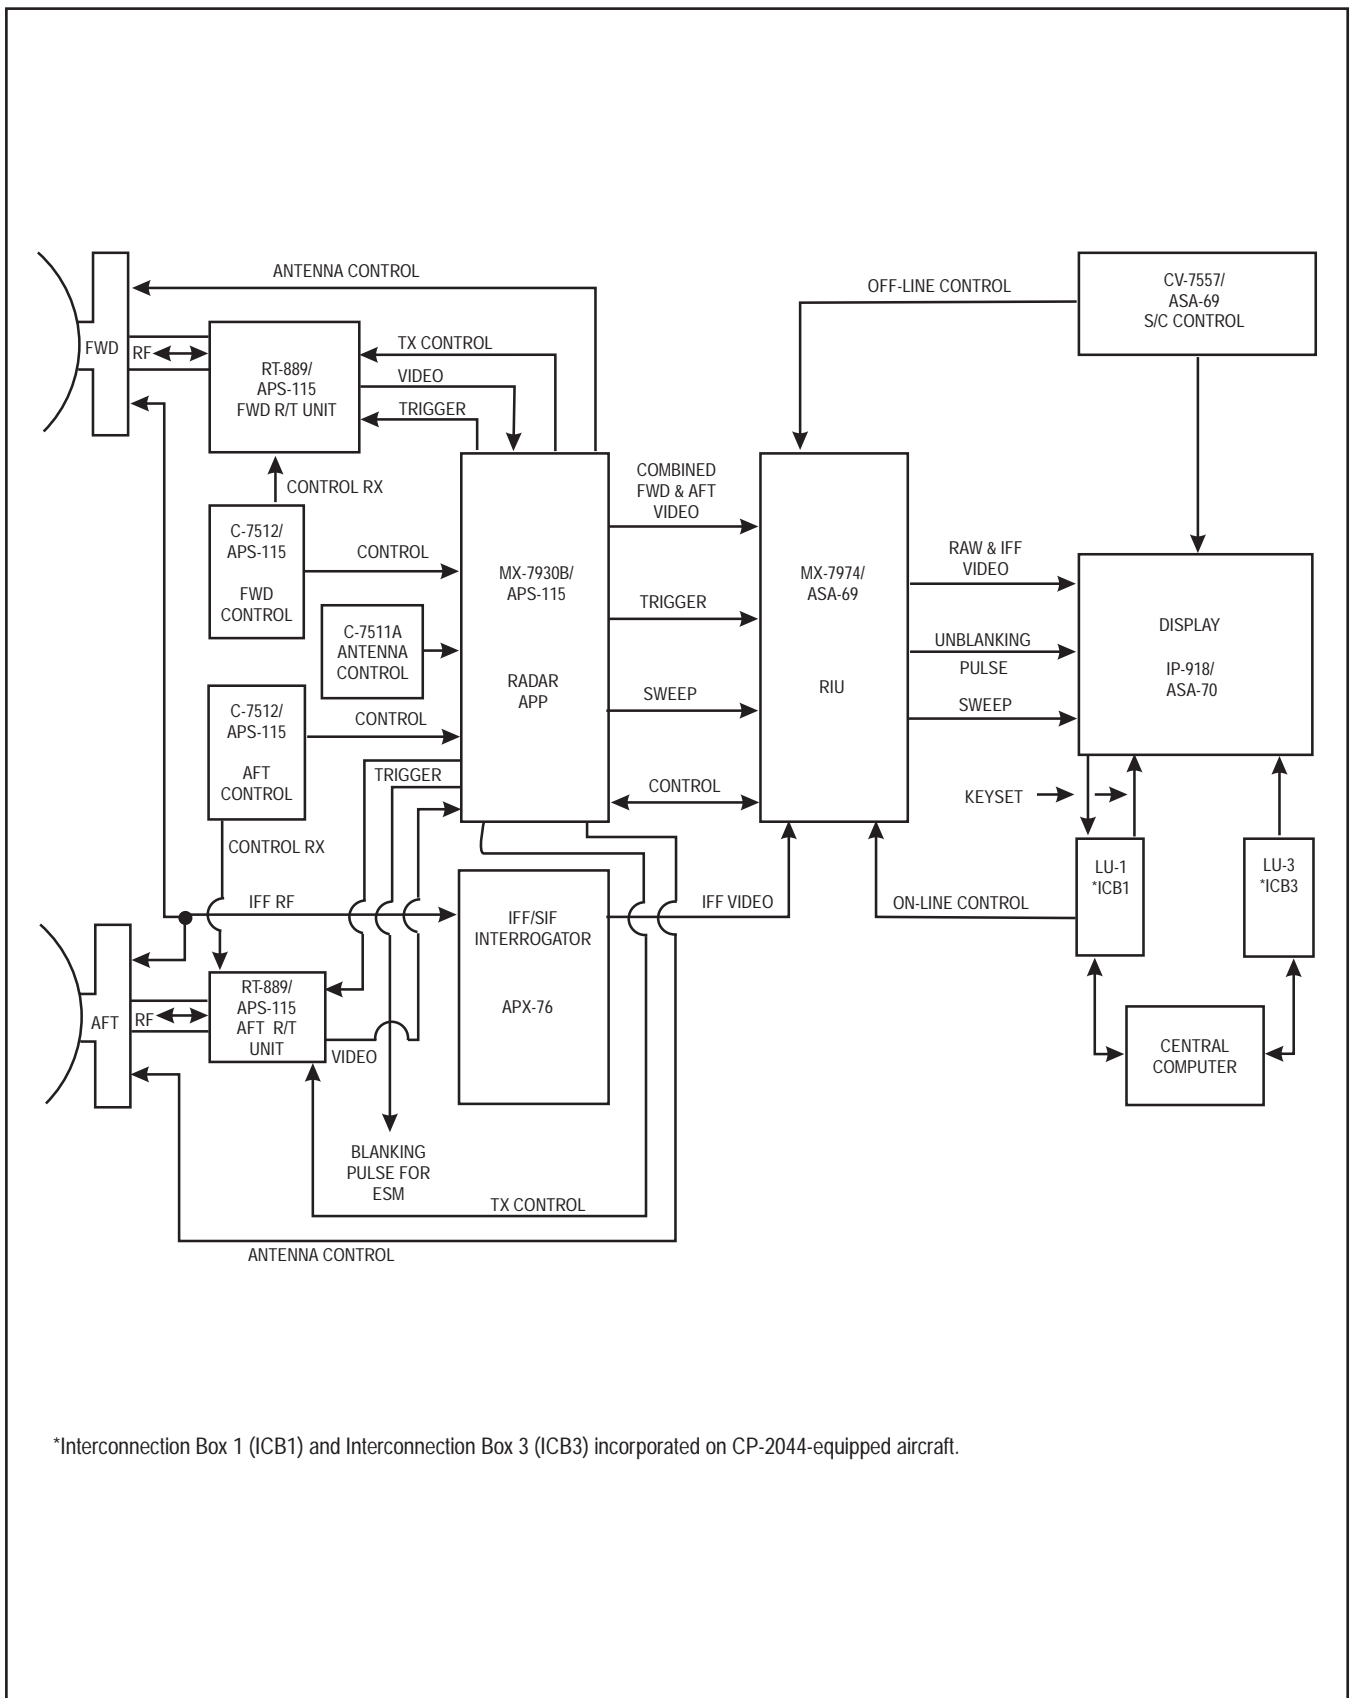 ANTENNA CONTROL
OFF-LINE CONTROL
CV-7557/
ASA-69
S/C CONTROL
FWD
RF
RT-889/
APS-115
FWD R/T UNIT
TX CONTROL
VIDEO
TRIGGER
CONTROL RX
C-7512/
APS-115
FWD
CONTROL
CONTROL
C-7511A
ANTENNA
CONTROL
C-7512/
APS-115
AFT
CONTROL
CONTROL
TRIGGER
CONTROL RX
MX-7930B/
APS-115
RADAR
APP
COMBINED
FWD & AFT
VIDEO
TRIGGER
SWEEP
CONTROL
MX-7974/
ASA-69
RIU
RAW & IFF
VIDEO
UNBLANKING
PULSE
SWEEP
DISPLAY
IP-918/
ASA-70
KEYSET
LU-1
*ICB1
LU-3
*ICB3
IFF RF
IFF/SIF
INTERROGATOR
APX-76
IFF VIDEO
ON-LINE CONTROL
AFT
RF
RT-889/
APS-115
AFT R/T
UNIT
VIDEO
CENTRAL
COMPUTER
BLANKING
PULSE FOR
ESM
TX CONTROL
ANTENNA CONTROL
*Interconnection Box 1 (ICB1) and Interconnection Box 3 (ICB3) incorporated on CP-2044-equipped aircraft.